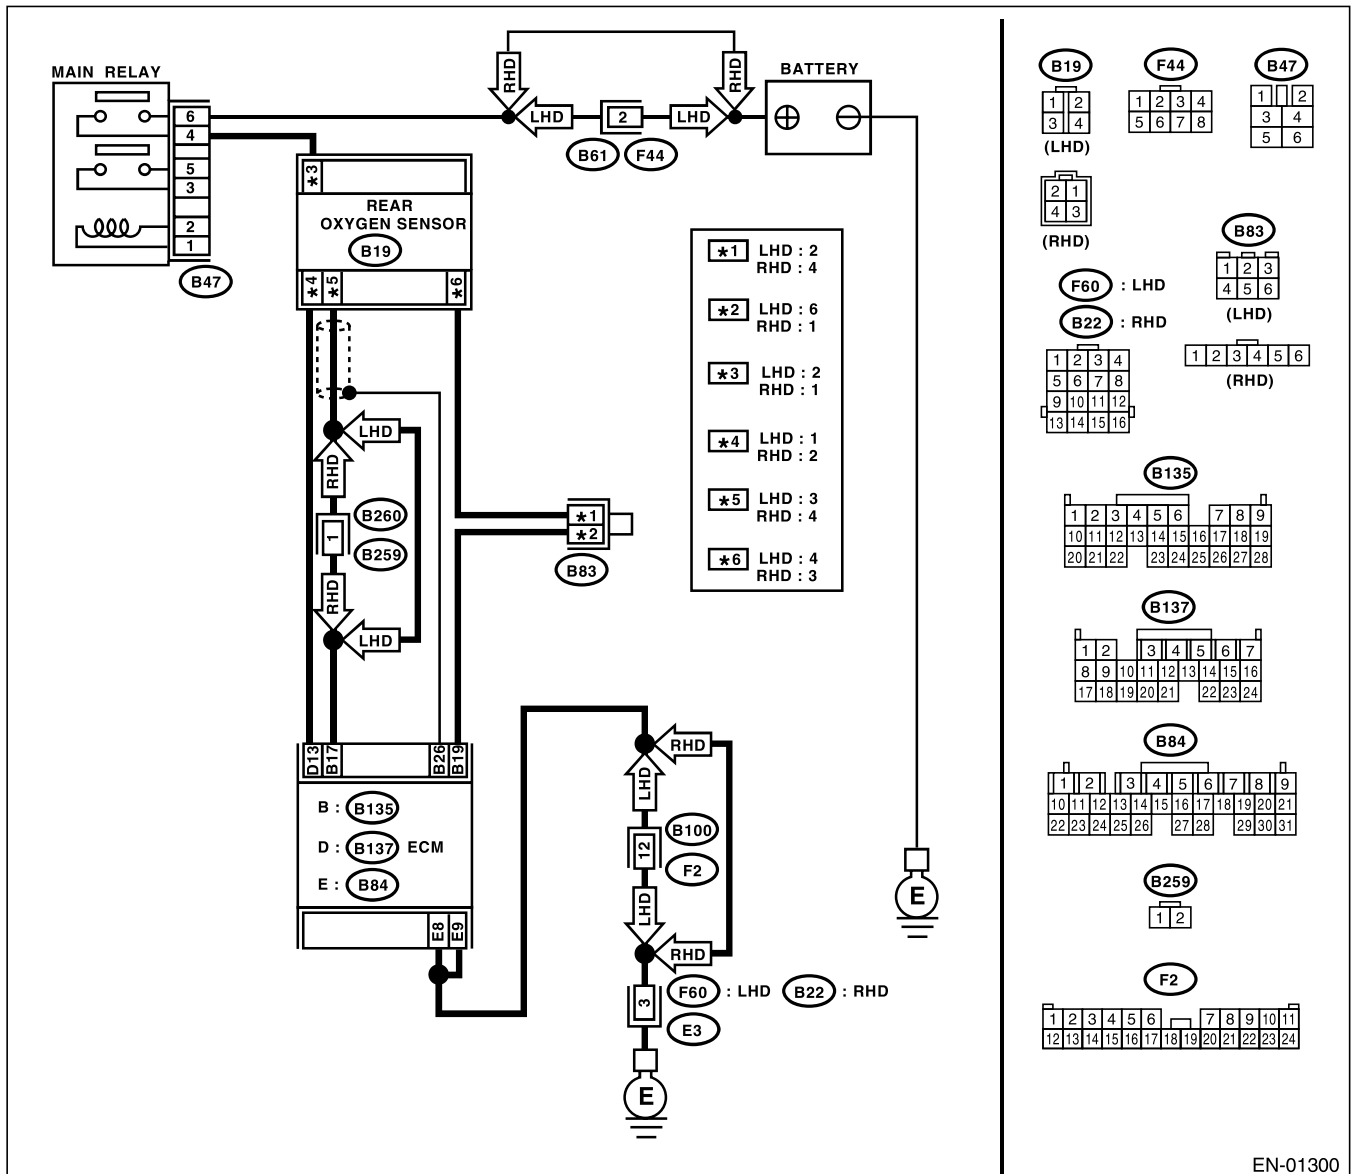 MAIN RELAY
6
4
5
3
2
1
B47
RHD
RHD
LHD
2
LHD
B61
F44
BATTERY
*3
REAR
OXYGEN SENSOR
B19
*4
*5
*6
LHD
RHD
B260
1
B259
RHD
LHD
*1
*2
B83
*1 LHD : 2
RHD : 4
*2 LHD : 6
RHD : 1
*3 LHD : 2
RHD : 1
*4 LHD : 1
RHD : 2
*5 LHD : 3
RHD : 4
*6 LHD : 4
RHD : 3
D13
B17
B26
B19
B : B135
D : B137 ECM
E : B84
E8
E9
RHD
LHD
B100
12
F2
LHD
RHD
F60 : LHD B22 : RHD
3
E3
E
E
B19
1 2
3 4
(LHD)
2 1
4 3
(RHD)
F44
1 2 3 4
5 6 7 8
B47
1 2
3 4
5 6
B83
1 2 3
4 5 6
(LHD)
1 2 3 4 5 6
(RHD)
F60 : LHD
B22 : RHD
1 2 3 4
5 6 7 8
9 10 11 12
13 14 15 16
B135
1 2 3 4 5 6 7 8 9
10 11 12 13 14 15 16 17 18 19
20 21 22 23 24 25 26 27 28
B137
1 2 3 4 5 6 7
8 9 10 11 12 13 14 15 16
17 18 19 20 21 22 23 24
B84
1 2 3 4 5 6 7 8 9
10 11 12 13 14 15 16 17 18 19 20 21
22 23 24 25 26 27 28 29 30 31
B259
1 2
F2
1 2 3 4 5 6 7 8 9 10 11
12 13 14 15 16 17 18 19 20 21 22 23 24
EN-01300